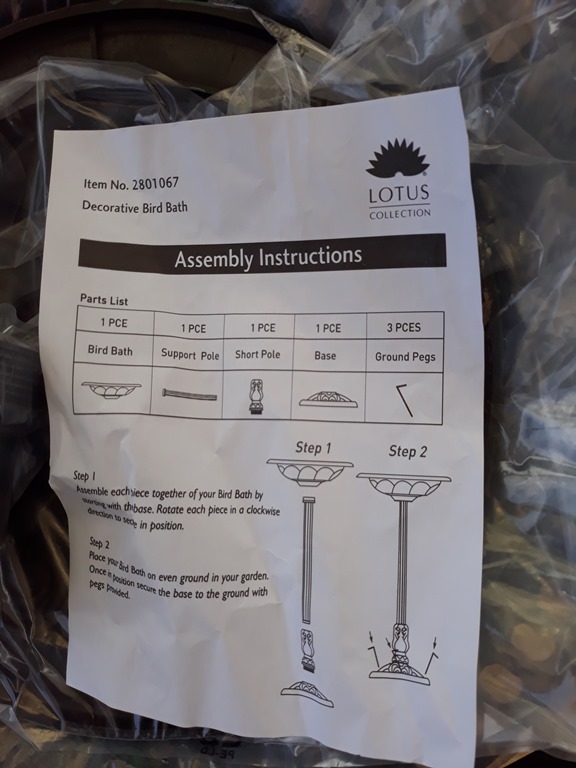 Item No. 2801067
Decorative Bird Bath
LOTUS
COLLECTION
Assembly Instructions
Parts List
1 PCE 1 PCE 1 PCE 1 PCE 3 PCES
Bird Bath Support Pole Short Pole Base Ground Pegs
Step 1 Step 2
Step 1
Assemble each piece together of your Bird Bath by
starting with the base. Rotate each piece in a clockwise
direction to secure in position.
Step 2
Place your Bird Bath on even ground in your garden.
Once in position secure the base to the ground with
pegs provided.